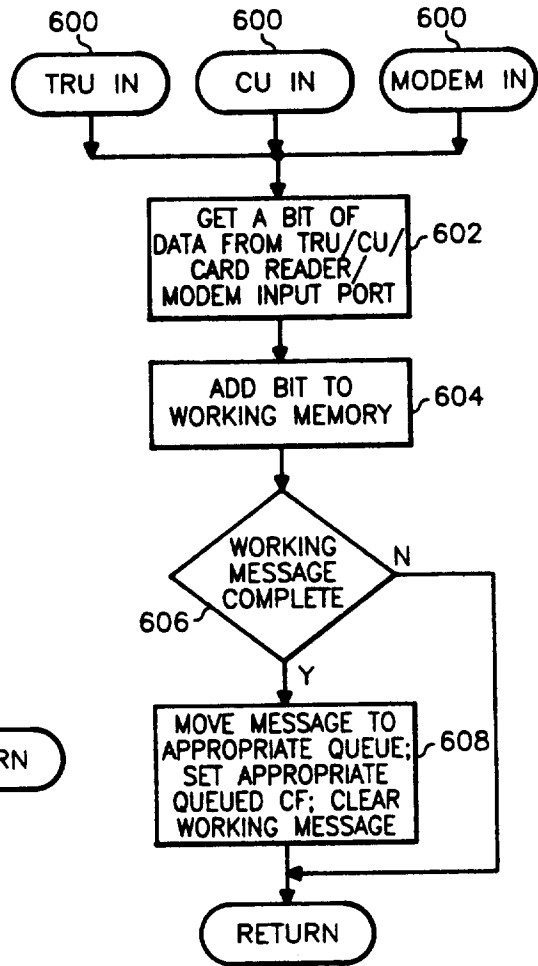 600 600 600
TRU IN CU IN MODEM IN
GET A BIT OF
DATA FROM TRU/CU/
CARD READER/
MODEM INPUT PORT
602
ADD BIT TO
WORKING MEMORY
604
WORKING
MESSAGE
COMPLETE
N
606
Y
MOVE MESSAGE TO
APPROPRIATE QUEUE;
SET APPROPRIATE
QUEUED CF; CLEAR
WORKING MESSAGE
608
RN
RETURN